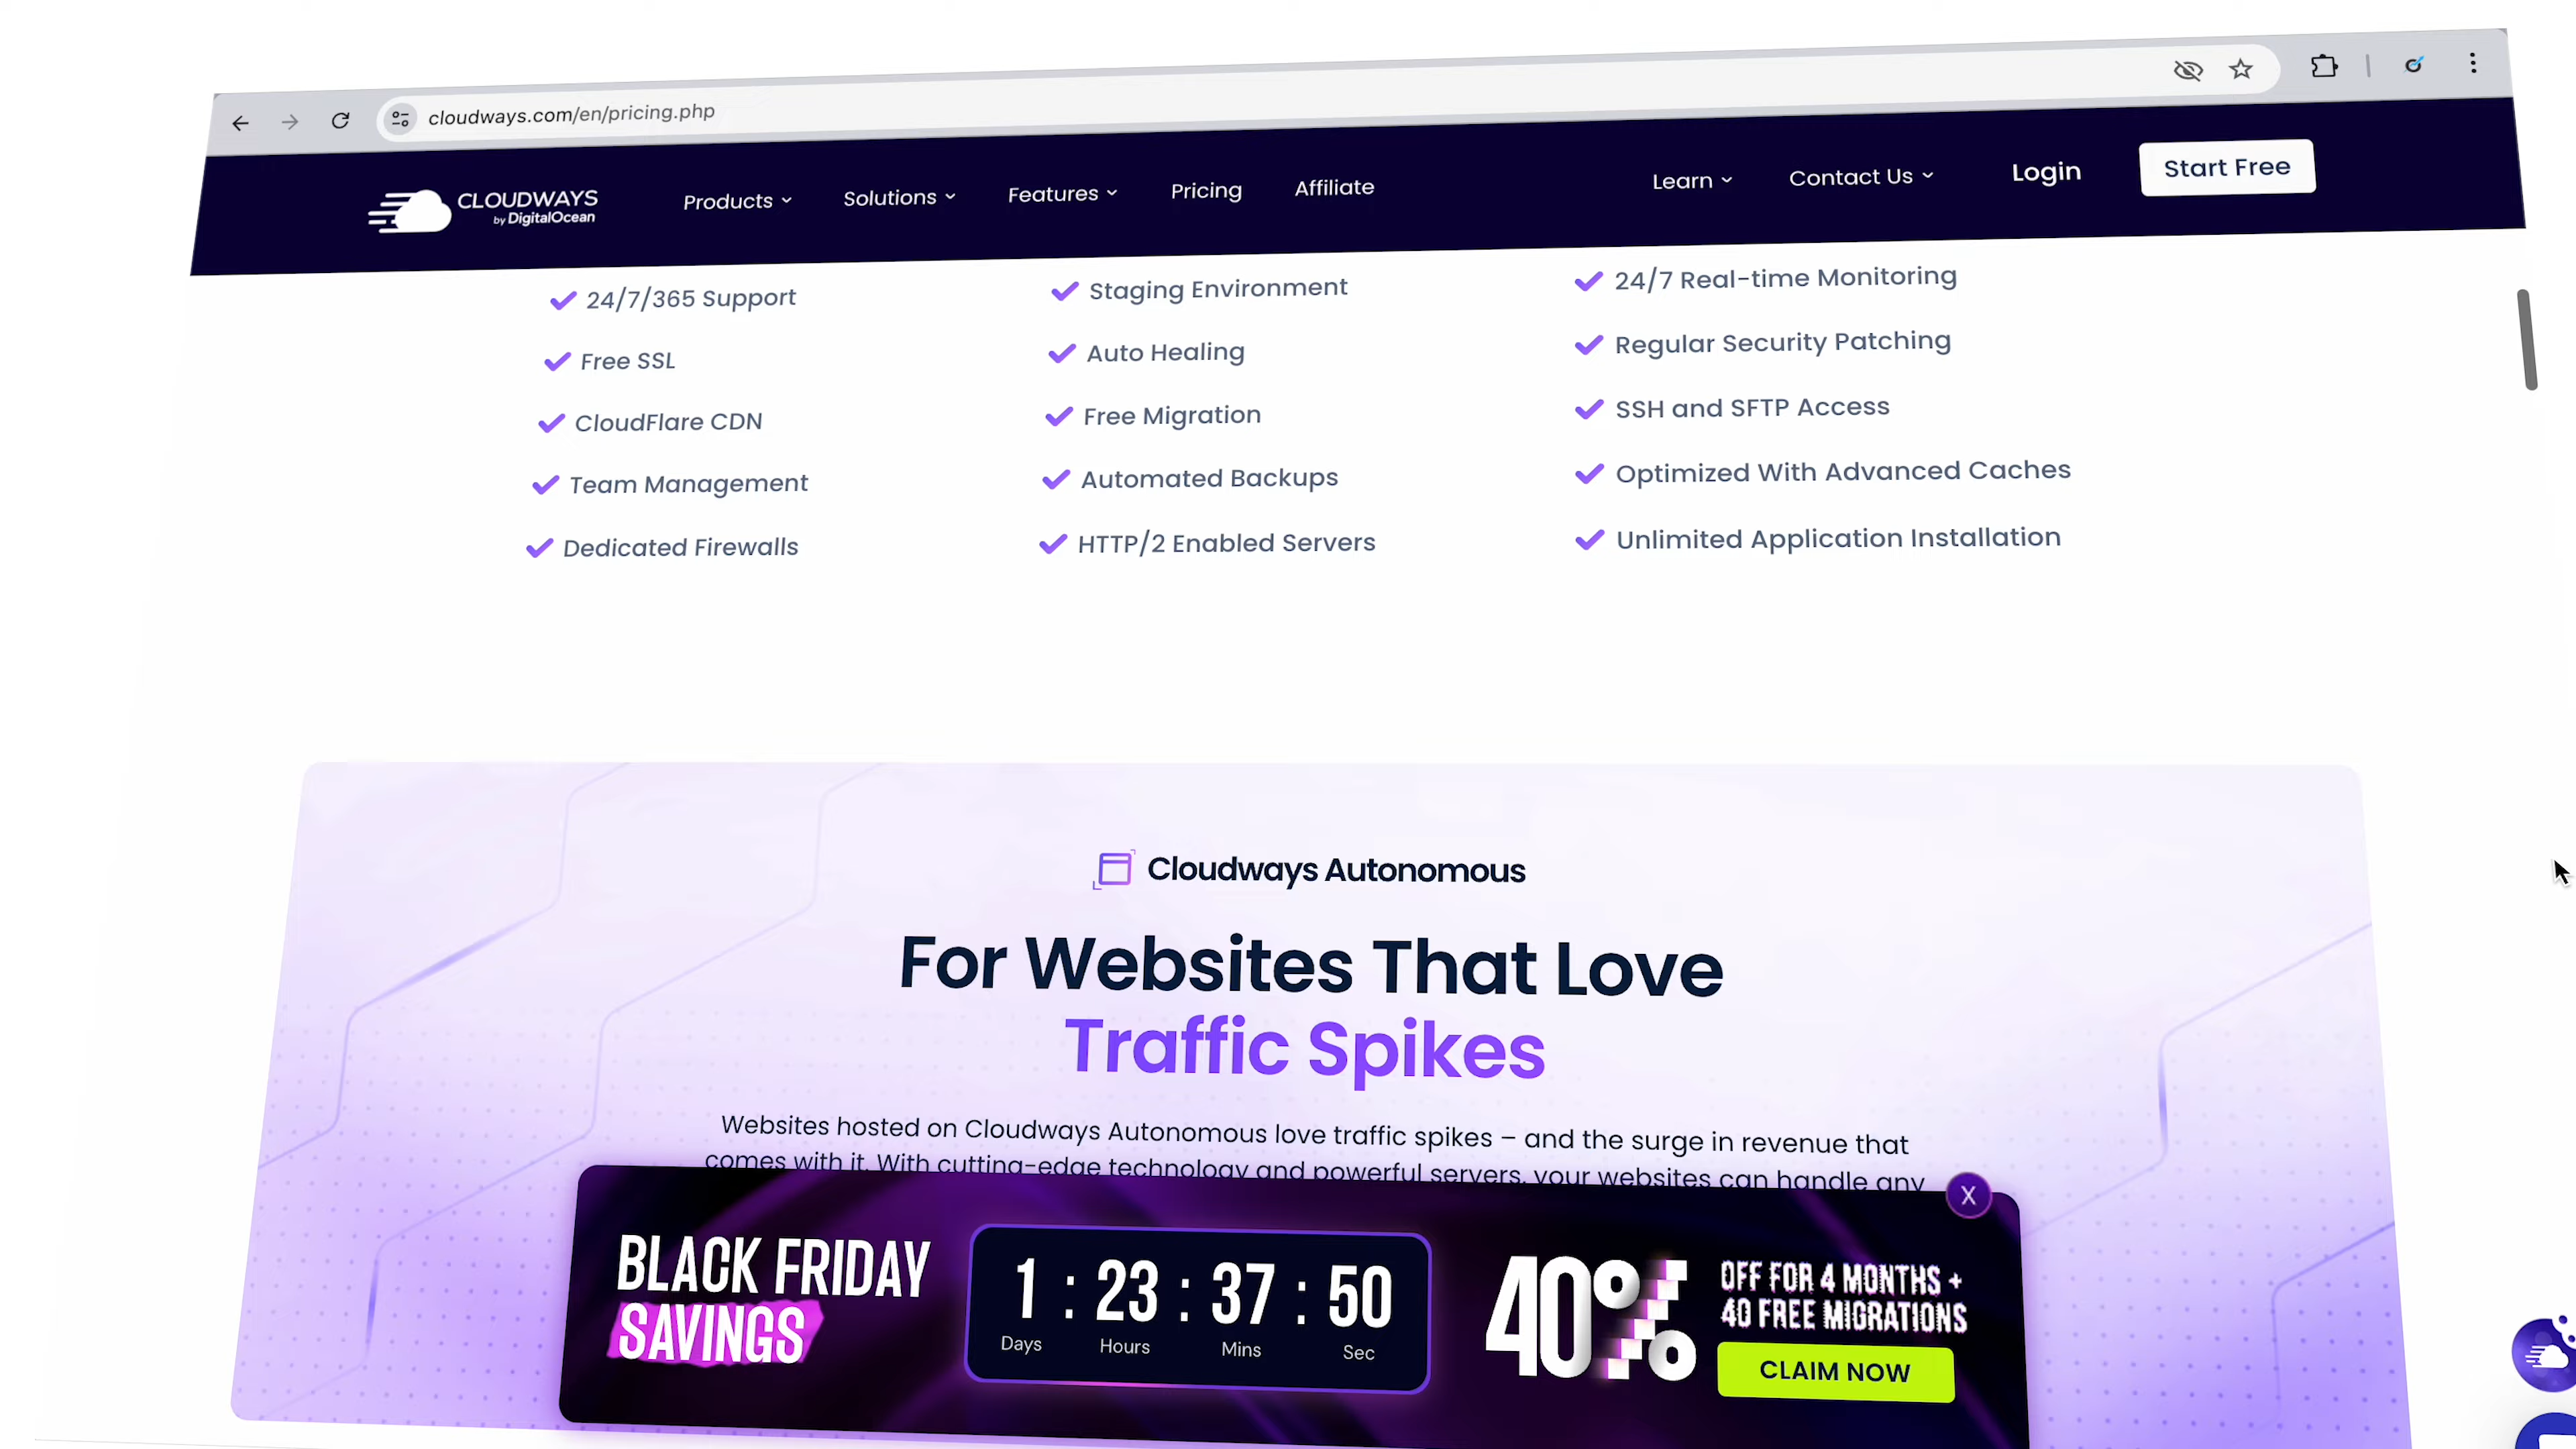 cloudways.com/en/pricing.php
CLOUDWAYS
by DigitalOcean
Products
Solutions
Features
Pricing
Affiliate
Learn
Contact Us
Login
Start Free
24/7/365 Support
Free SSL
CloudFlare CDN
Team Management
Dedicated Firewalls
Staging Environment
Auto Healing
Free Migration
Automated Backups
HTTP/2 Enabled Servers
24/7 Real-time Monitoring
Regular Security Patching
SSH and SFTP Access
Optimized With Advanced Caches
Unlimited Application Installation
Cloudways Autonomous
For Websites That Love
Traffic Spikes
Websites hosted on Cloudways Autonomous love traffic spikes – and the surge in revenue that
comes with it. With cutting-edge technology and powerful servers, your websites can handle any
X
BLACK FRIDAY
SAVINGS
1 : 23 : 37 : 50
Days Hours Mins Sec
40%
OFF FOR 4 MONTHS +
40 FREE MIGRATIONS
CLAIM NOW